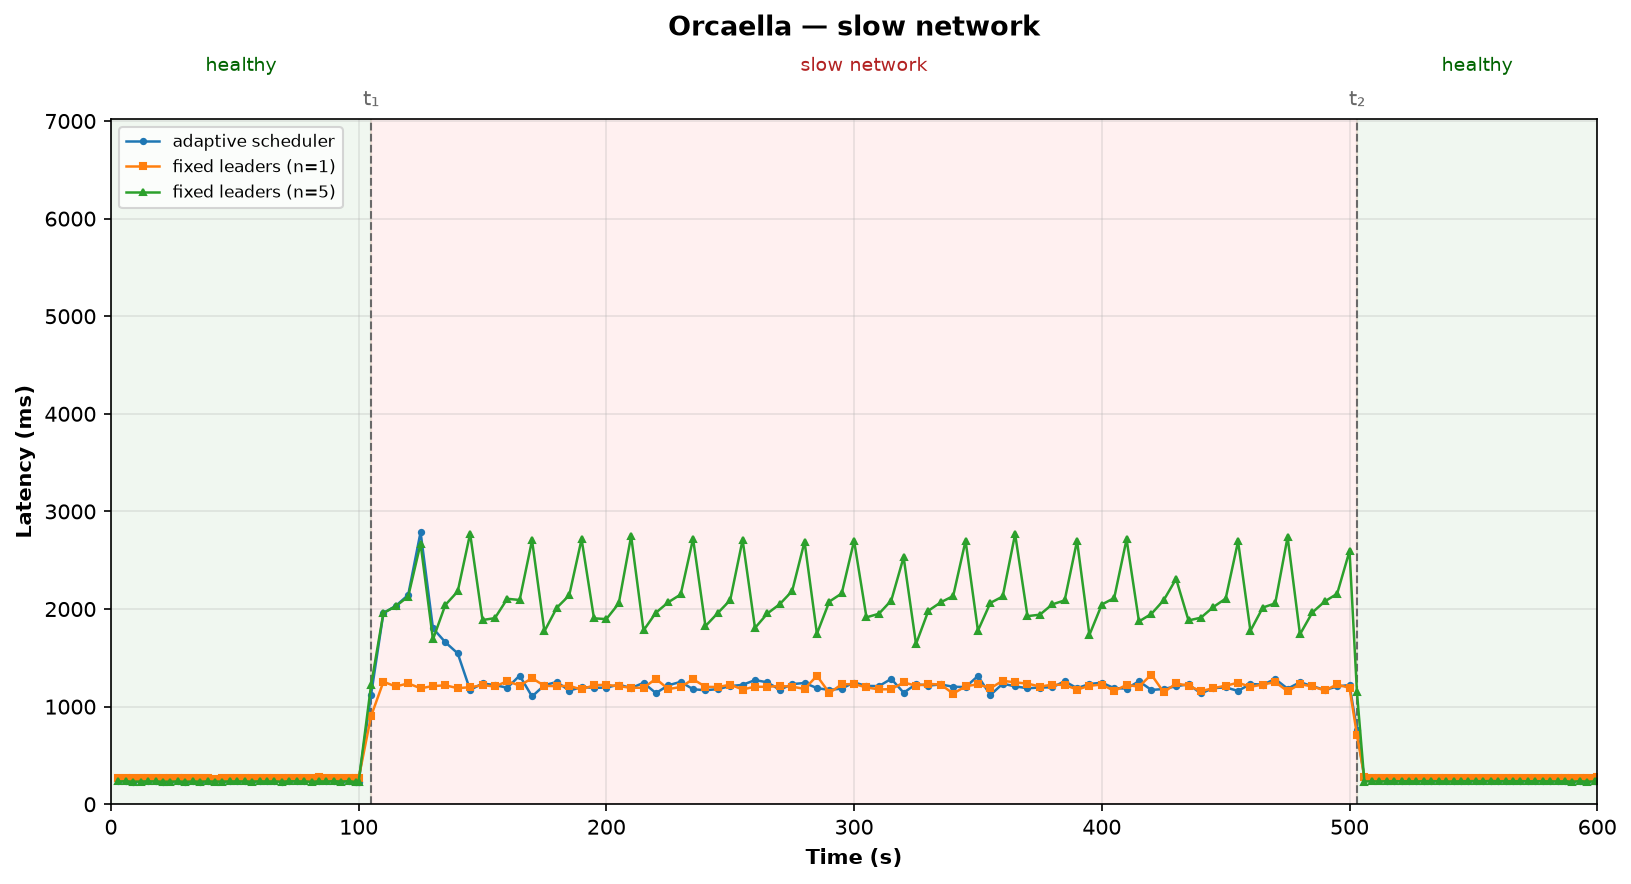 Orcaella — slow network
healthy
slow network
healthy
t₁
t₂
7000
6000
5000
4000
3000
2000
1000
0
Latency (ms)
adaptive scheduler
fixed leaders (n=1)
fixed leaders (n=5)
0
100
200
300
400
500
600
Time (s)